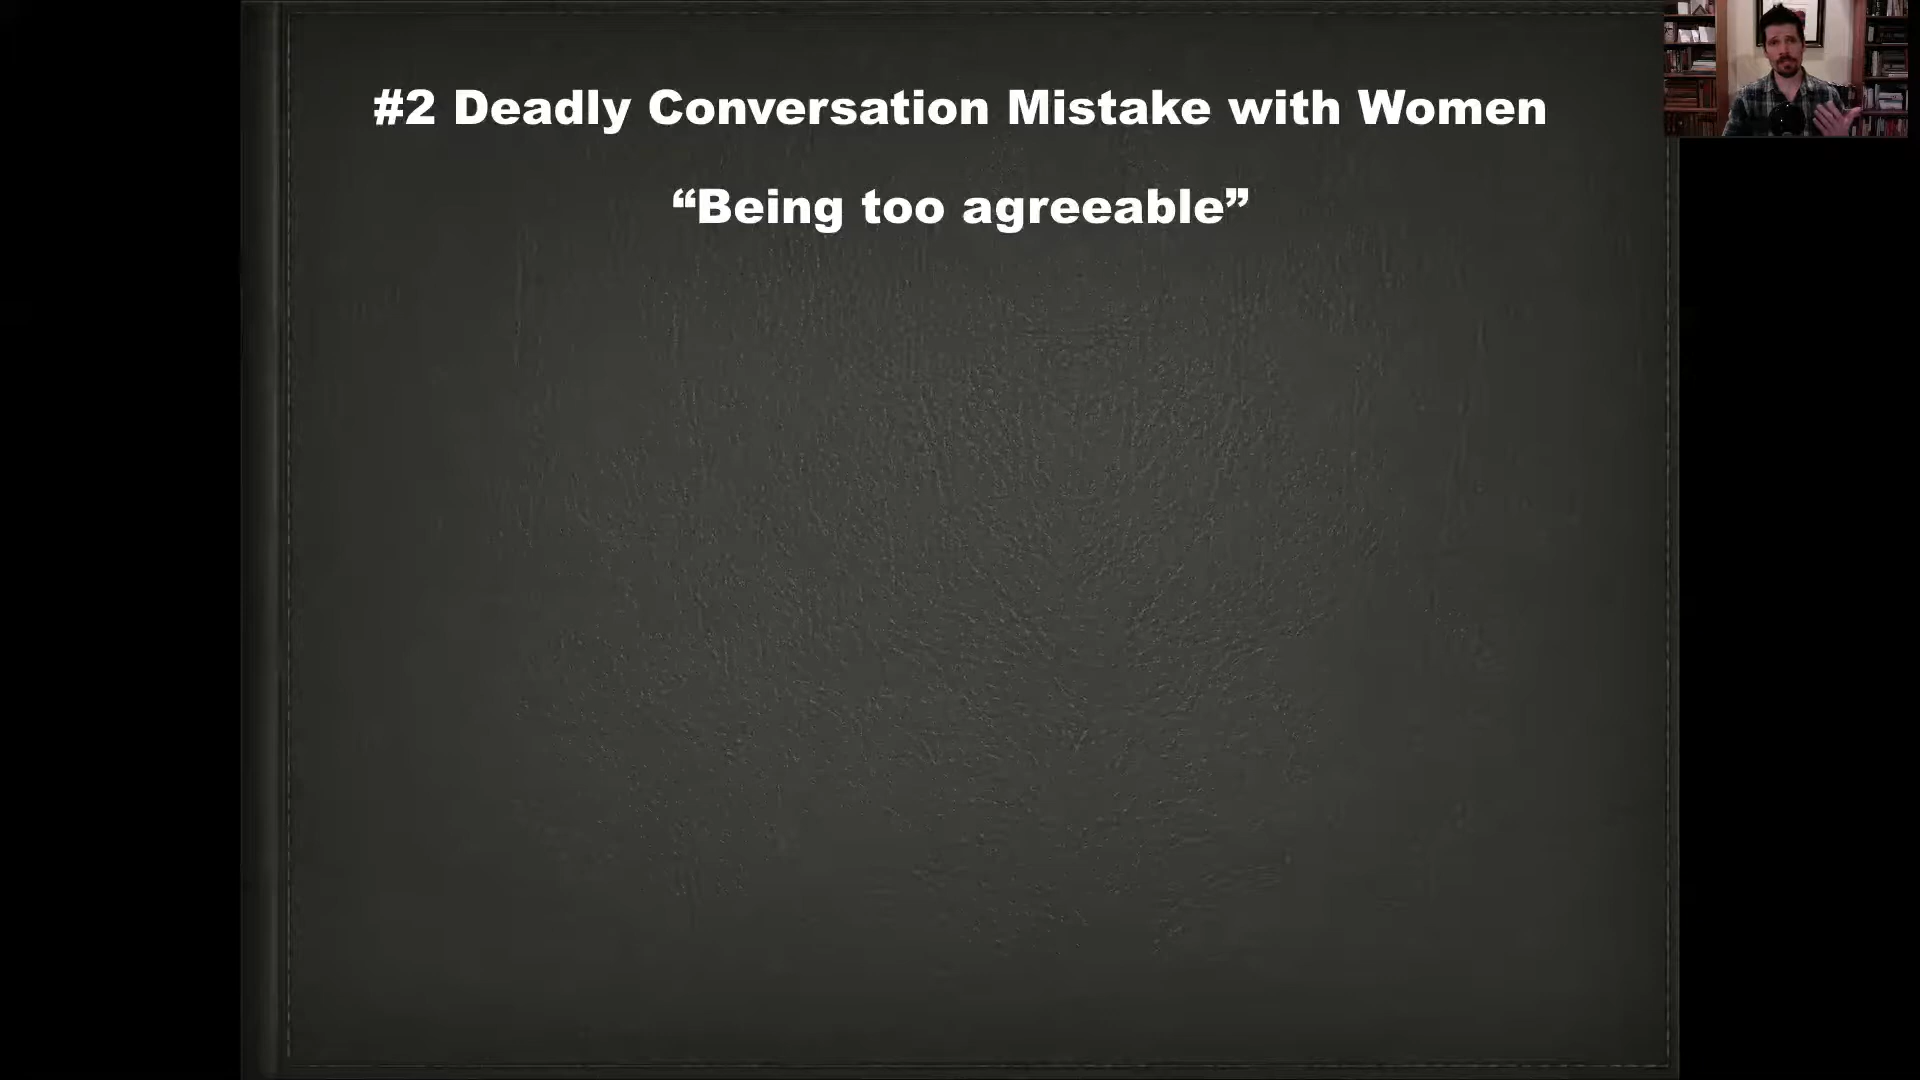 #2 Deadly Conversation Mistake with Women
“Being too agreeable”